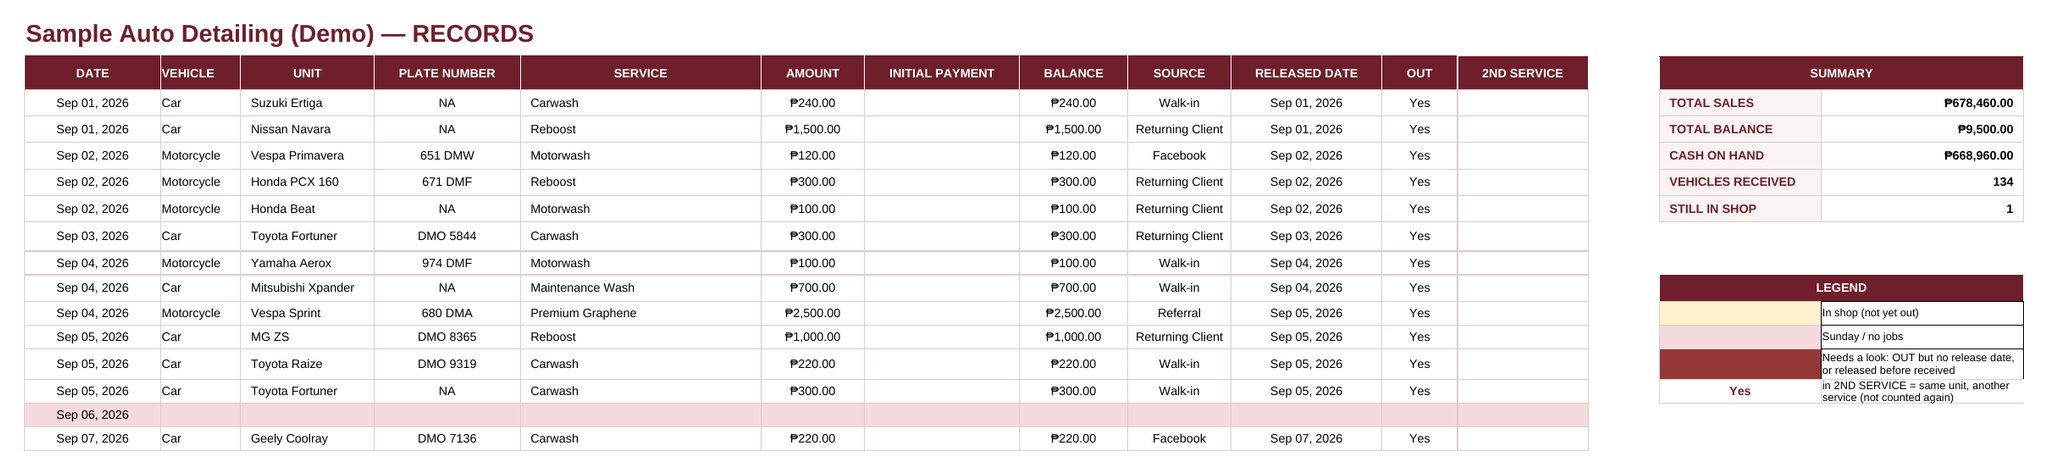 Sample Auto Detailing (Demo) — RECORDS
DATE VEHICLE UNIT PLATE NUMBER SERVICE AMOUNT INITIAL PAYMENT BALANCE SOURCE RELEASED DATE OUT 2ND SERVICE
Sep 01, 2026 Car Suzuki Ertiga NA Carwash ₱240.00 ₱240.00 Walk-in Sep 01, 2026 Yes
Sep 01, 2026 Car Nissan Navara NA Reboost ₱1,500.00 ₱1,500.00 Returning Client Sep 01, 2026 Yes
Sep 02, 2026 Motorcycle Vespa Primavera 651 DMW Motorwash ₱120.00 ₱120.00 Facebook Sep 02, 2026 Yes
Sep 02, 2026 Motorcycle Honda PCX 160 671 DMF Reboost ₱300.00 ₱300.00 Returning Client Sep 02, 2026 Yes
Sep 02, 2026 Motorcycle Honda Beat NA Motorwash ₱100.00 ₱100.00 Returning Client Sep 02, 2026 Yes
Sep 03, 2026 Car Toyota Fortuner DMO 5844 Carwash ₱300.00 ₱300.00 Returning Client Sep 03, 2026 Yes
Sep 04, 2026 Motorcycle Yamaha Aerox 974 DMF Motorwash ₱100.00 ₱100.00 Walk-in Sep 04, 2026 Yes
Sep 04, 2026 Car Mitsubishi Xpander NA Maintenance Wash ₱700.00 ₱700.00 Walk-in Sep 04, 2026 Yes
Sep 04, 2026 Motorcycle Vespa Sprint 680 DMA Premium Graphene ₱2,500.00 ₱2,500.00 Referral Sep 05, 2026 Yes
Sep 05, 2026 Car MG ZS DMO 8365 Reboost ₱1,000.00 ₱1,000.00 Returning Client Sep 05, 2026 Yes
Sep 05, 2026 Car Toyota Raize DMO 9319 Carwash ₱220.00 ₱220.00 Walk-in Sep 05, 2026 Yes
Sep 05, 2026 Car Toyota Fortuner NA Carwash ₱300.00 ₱300.00 Walk-in Sep 05, 2026 Yes
Sep 06, 2026
Sep 07, 2026 Car Geely Coolray DMO 7136 Carwash ₱220.00 ₱220.00 Facebook Sep 07, 2026 Yes
SUMMARY
TOTAL SALES ₱678,460.00
TOTAL BALANCE ₱9,500.00
CASH ON HAND ₱668,960.00
VEHICLES RECEIVED 134
STILL IN SHOP 1
LEGEND
In shop (not yet out)
Sunday / no jobs
Needs a look: OUT but no release date,
or released before received
Yes in 2ND SERVICE = same unit, another
service (not counted again)